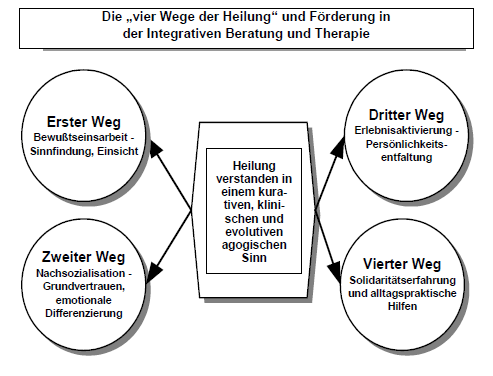 Die „vier Wege der Heilung“ und Förderung in
der Integrativen Beratung und Therapie
Erster Weg
Bewußtseinsarbeit -
Sinnfindung, Einsicht
Zweiter Weg
Nachsozialisation -
Grundvertrauen,
emotionale
Differenzierung
Heilung
verstanden in
einem kura-
tiven, klini-
schen und
evolutiven
agogischen
Sinn
Dritter Weg
Erlebnisaktivierung -
Persönlichkeits-
entfaltung
Vierter Weg
Solidaritätserfahrung
und alltagspraktische
Hilfen